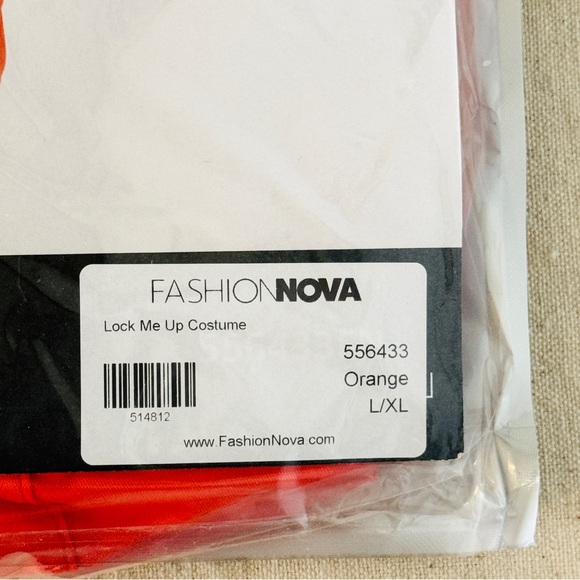 FASHIONNOVA
Lock Me Up Costume
556433
Orange
L/XL
514812
www.FashionNova.com